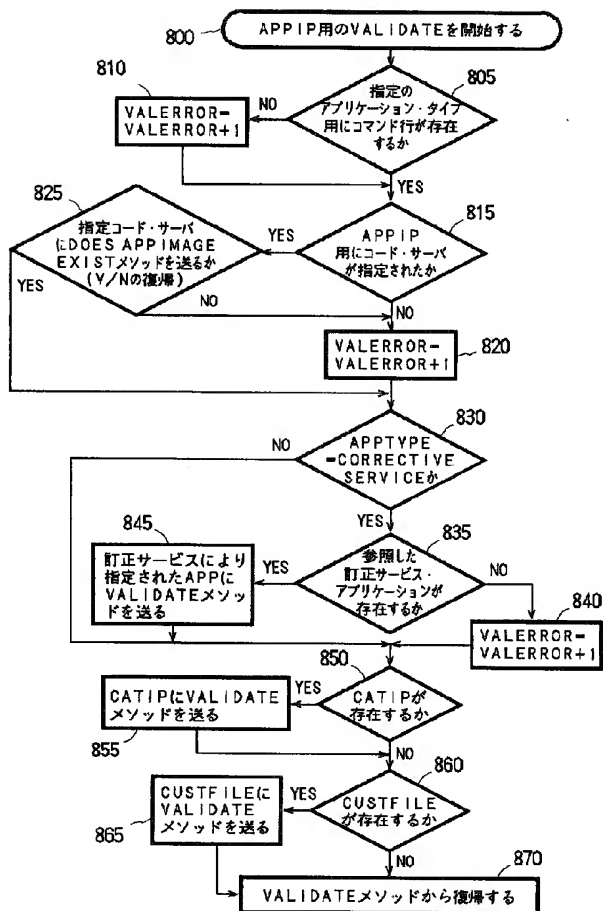 800
APPIP用のVALIDATEを開始する
810
VALERROR=
VALERROR+1
NO
805
指定の
アプリケーション・タイプ
用にコマンド行が存在
するか
YES
825
指定コード・サーバ
にDOES APPIMAGE
EXISTメソッドを送るか
(Y/Nの復帰)
YES
NO
YES
815
APPIP
用にコード・サーバ
が指定されたか
NO
VALERROR=
VALERROR+1
820
830
NO
APPTYPE
=CORRECTIVE
SERVICEか
YES
845
訂正サービスにより
指定されたAPPに
VALIDATEメソッ
ドを送る
YES
835
参照した
訂正サービス・
アプリケーションが
存在するか
NO
840
VALERROR=
VALERROR+1
850
CATIPにVALIDATE
メソッドを送る
855
YES
CATIPが
存在するか
NO
860
CUSTFILEに
VALIDATE
メソッドを送る
865
YES
CUSTFILE
が存在するか
NO
870
VALIDATEメソッドから復帰する